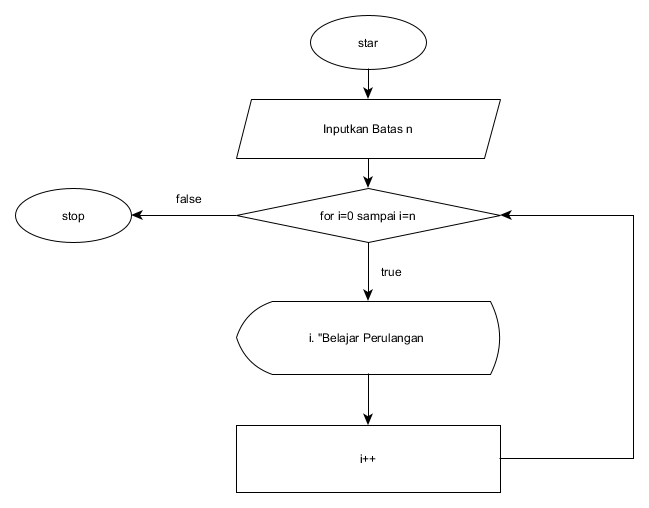 star
Inputkan Batas n
false
stop
for i=0 sampai i=n
true
i. "Belajar Perulangan
i++